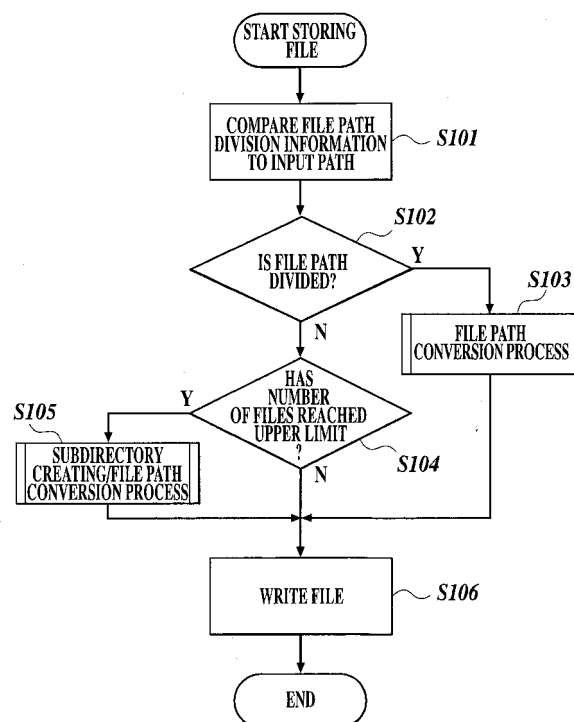 START STORING
FILE
COMPARE FILE PATH
DIVISION INFORMATION
TO INPUT PATH
S101
S102
IS FILE PATH
DIVIDED?
Y
N
S103
FILE PATH
CONVERSION PROCESS
HAS
NUMBER
OF FILES REACHED
UPPER LIMIT
?
Y
N
S104
S105
SUBDIRECTORY
CREATING/FILE PATH
CONVERSION PROCESS
WRITE FILE
S106
END